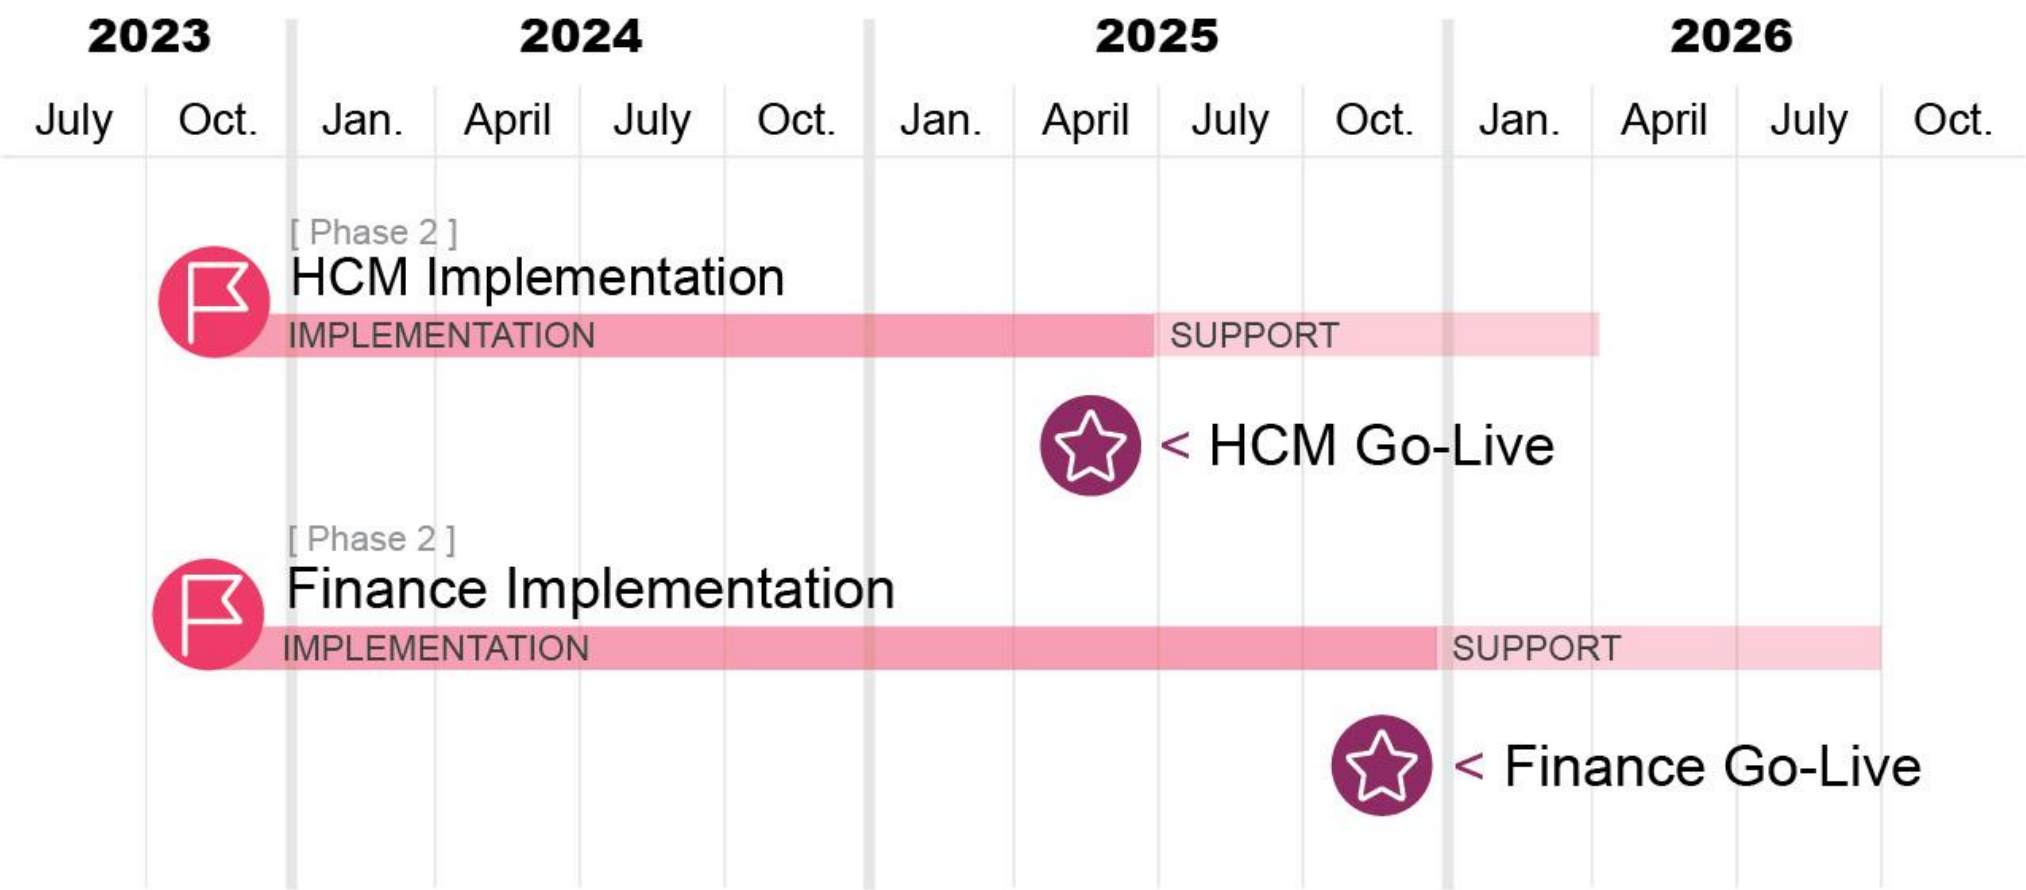 2023 2024 2025 2026
July Oct. Jan. April July Oct. Jan. April July Oct. Jan. April July Oct.
[ Phase 2 ]
HCM Implementation
IMPLEMENTATION SUPPORT
< HCM Go-Live
[ Phase 2 ]
Finance Implementation
IMPLEMENTATION SUPPORT
< Finance Go-Live